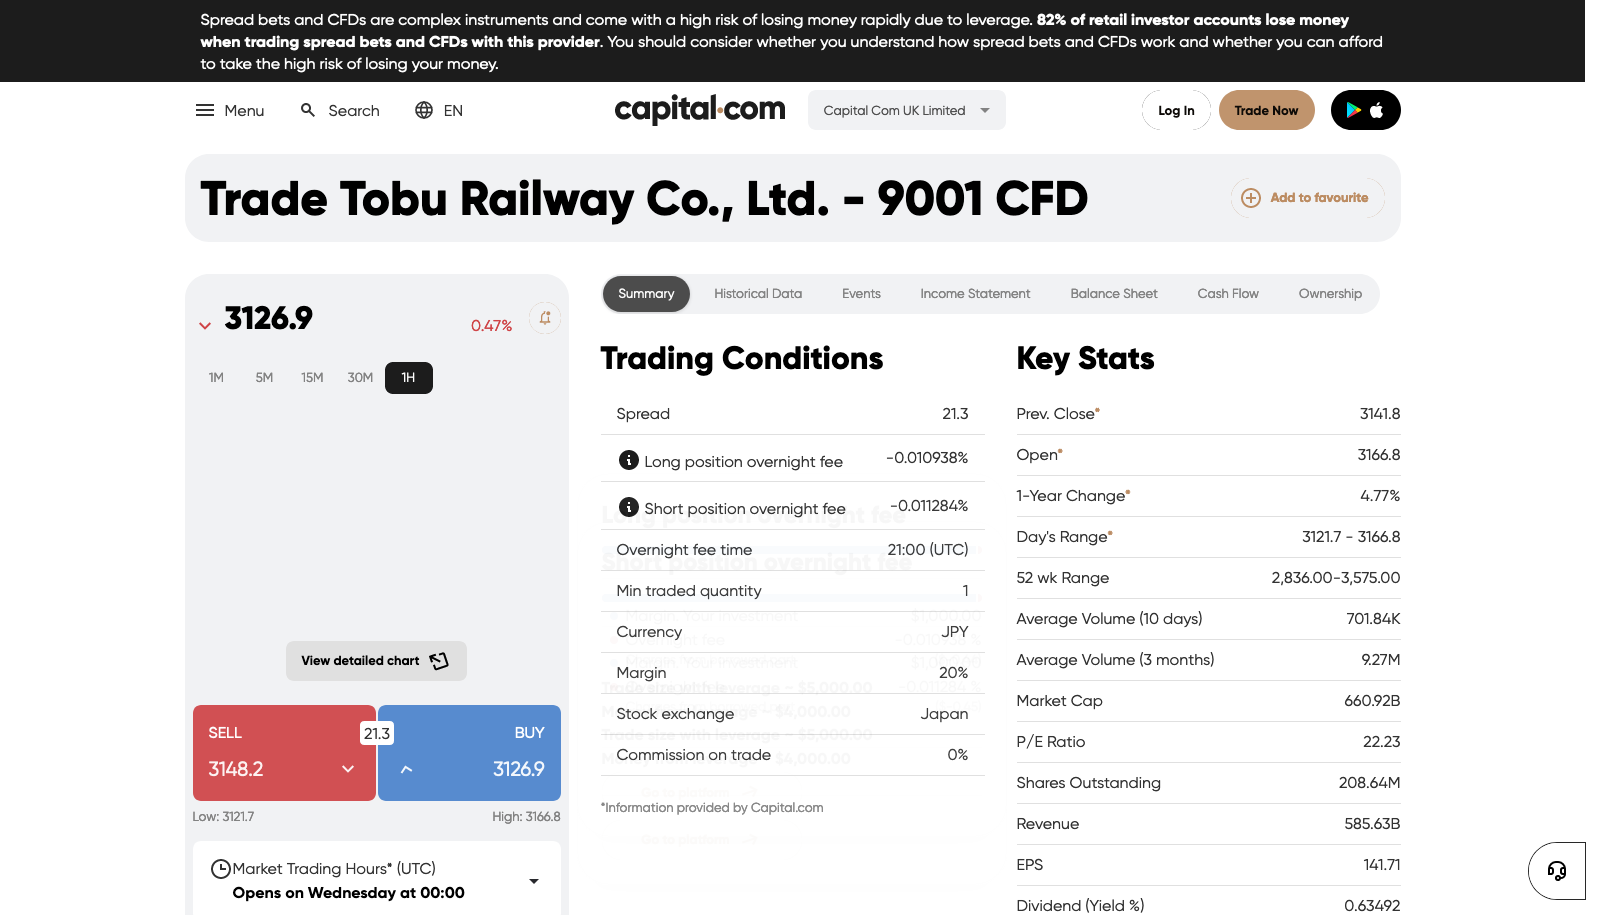 Spread bets and CFDs are complex instruments and come with a high risk of losing money rapidly due to leverage. 82% of retail investor accounts lose money
when trading spread bets and CFDs with this provider. You should consider whether you understand how spread bets and CFDs work and whether you can afford
to take the high risk of losing your money.
Menu
Search
EN
capital.com
Capital Com UK Limited
Log In
Trade Now
Trade Tobu Railway Co., Ltd. - 9001 CFD
Add to favourite
3126.9
0.47%
1M 5M 15M 30M 1H
View detailed chart
SELL
3148.2
21.3
BUY
3126.9
Low: 3121.7
High: 3166.8
Market Trading Hours* (UTC)
Opens on Wednesday at 00:00
Summary Historical Data Events Income Statement Balance Sheet Cash Flow Ownership
Trading Conditions
Spread 21.3
Long position overnight fee -0.010938%
Short position overnight fee -0.011284%
Overnight fee time 21:00 (UTC)
Min traded quantity 1
Currency JPY
Margin 20%
Stock exchange Japan
Commission on trade 0%
*Information provided by Capital.com
Key Stats
Prev. Close* 3141.8
Open* 3166.8
1-Year Change* 4.77%
Day's Range* 3121.7 - 3166.8
52 wk Range 2,836.00-3,575.00
Average Volume (10 days) 701.84K
Average Volume (3 months) 9.27M
Market Cap 660.92B
P/E Ratio 22.23
Shares Outstanding 208.64M
Revenue 585.63B
EPS 141.71
Dividend (Yield %) 0.63492